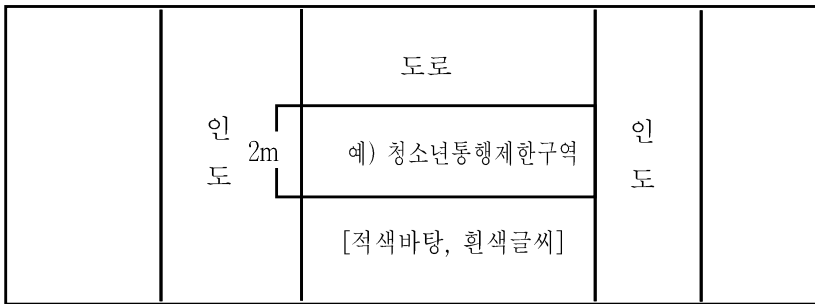 도로
인
도
2m
예) 청소년통행제한구역
인
도
[적색바탕, 흰색글씨]